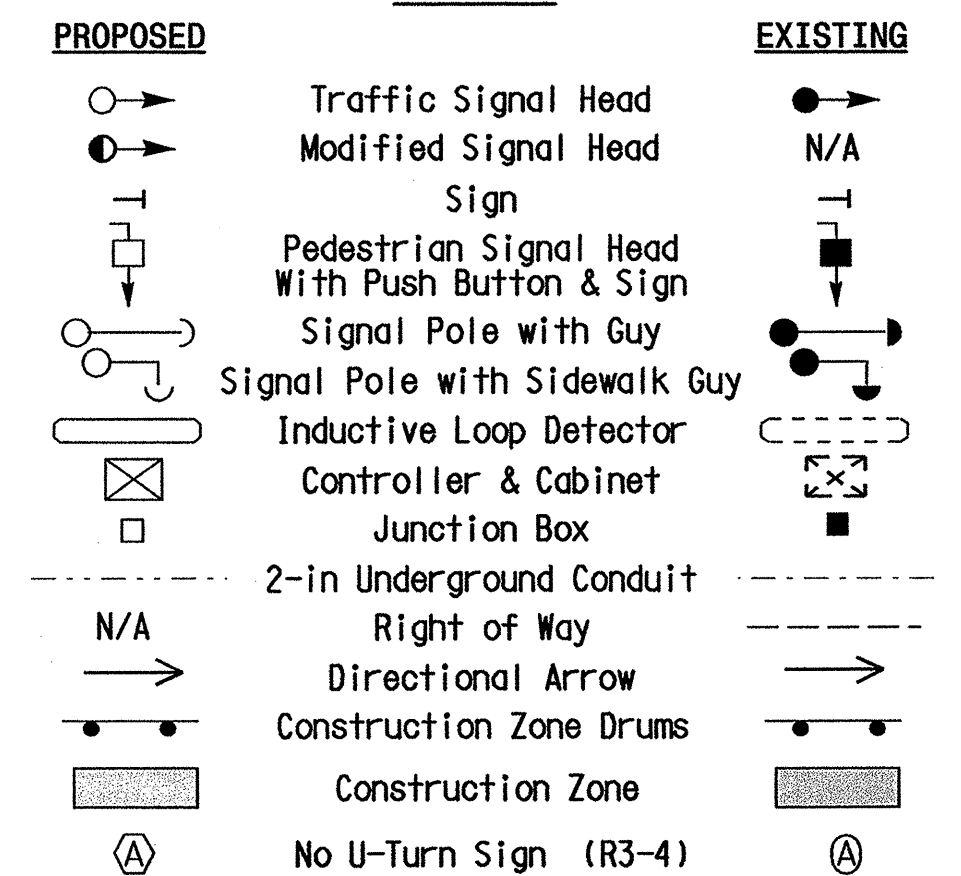 PROPOSED EXISTING
Traffic Signal Head
Modified Signal Head N/A
Sign
Pedestrian Signal Head
With Push Button & Sign
Signal Pole with Guy
Signal Pole with Sidewalk Guy
Inductive Loop Detector
Controller & Cabinet
Junction Box
2-in Underground Conduit
N/A Right of Way
Directional Arrow
Construction Zone Drums
Construction Zone
A No U-Turn Sign (R3-4) A